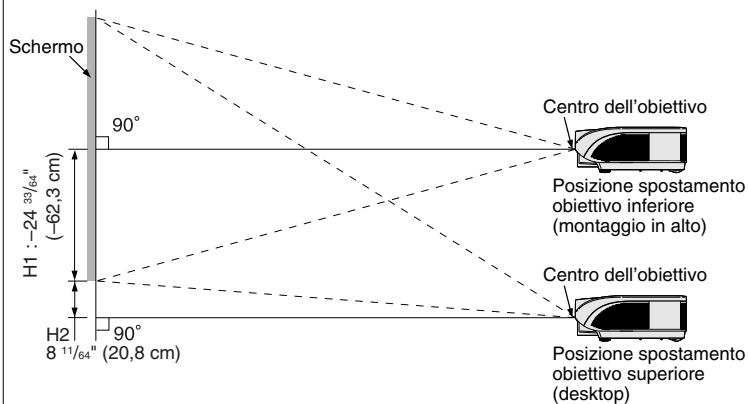 Schermo
90°
Centro dell'obiettivo
Posizione spostamento
obiettivo inferiore
(montaggio in alto)
H1 : –24 33/64"
(–62,3 cm)
Centro dell'obiettivo
H2
90°
8 11/64" (20,8 cm)
Posizione spostamento
obiettivo superiore
(desktop)